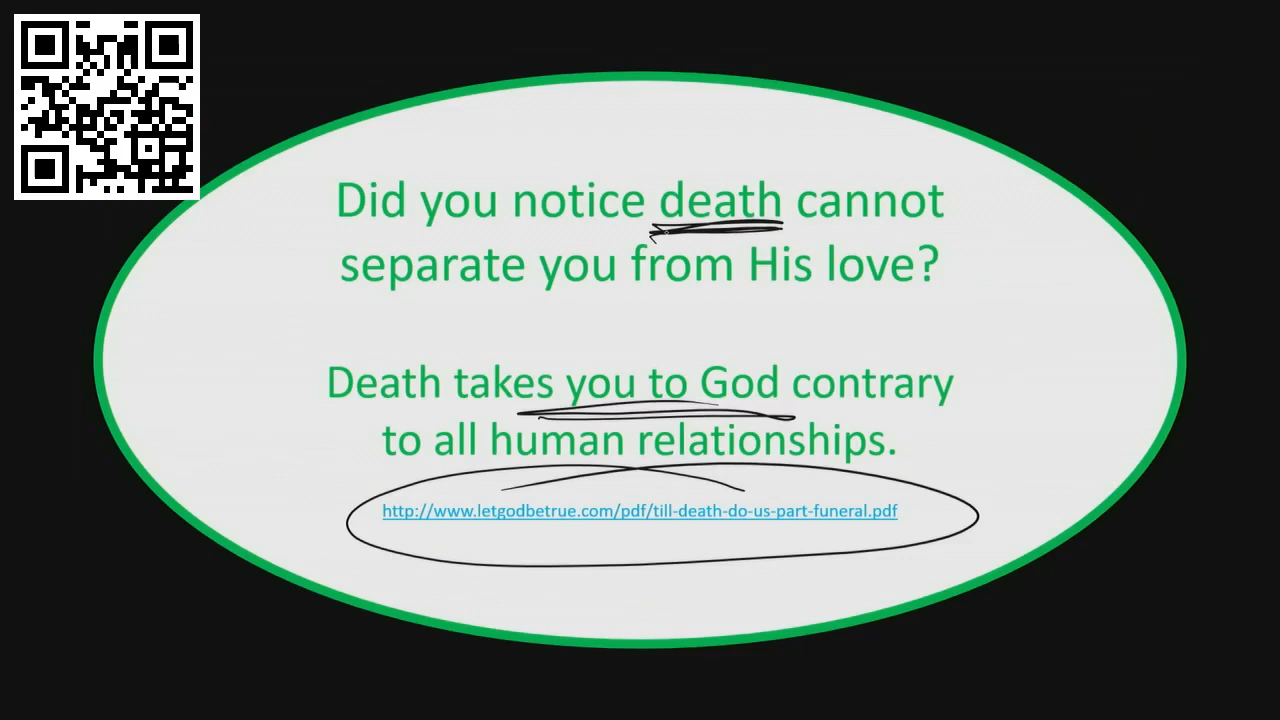 Did you notice death cannot
separate you from His love?
Death takes you to God contrary
to all human relationships.
http://www.letgodbetrue.com/pdf/till-death-do-us-part-funeral.pdf